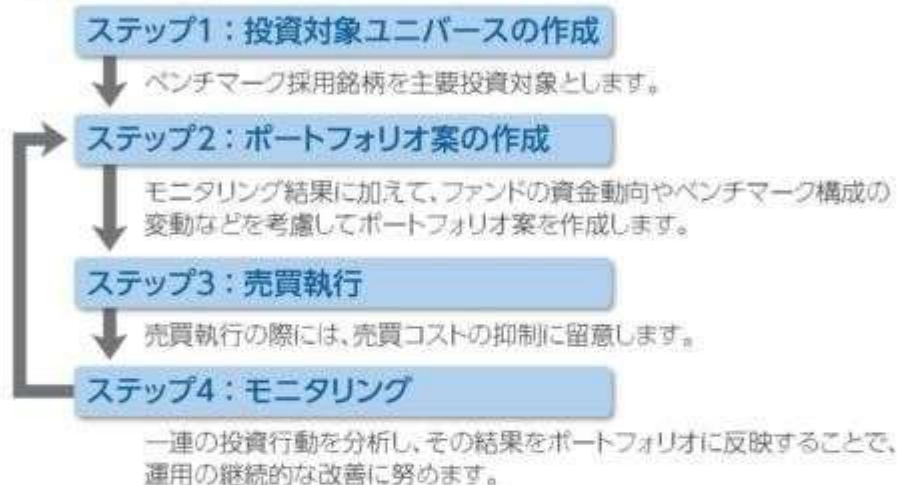 ステップ1：投資対象ユニバースの作成
ベンチマーク採用銘柄を主要投資対象とします。
ステップ2：ポートフォリオ案の作成
モニタリング結果に加えて、ファンドの資金動向やベンチマーク構成の
変動などを考慮してポートフォリオ案を作成します。
ステップ3：売買執行
売買執行の際には、売買コストの抑制に留意します。
ステップ4：モニタリング
一連の投資行動を分析し、その結果をポートフォリオに反映することで、
運用の継続的な改善に努めます。